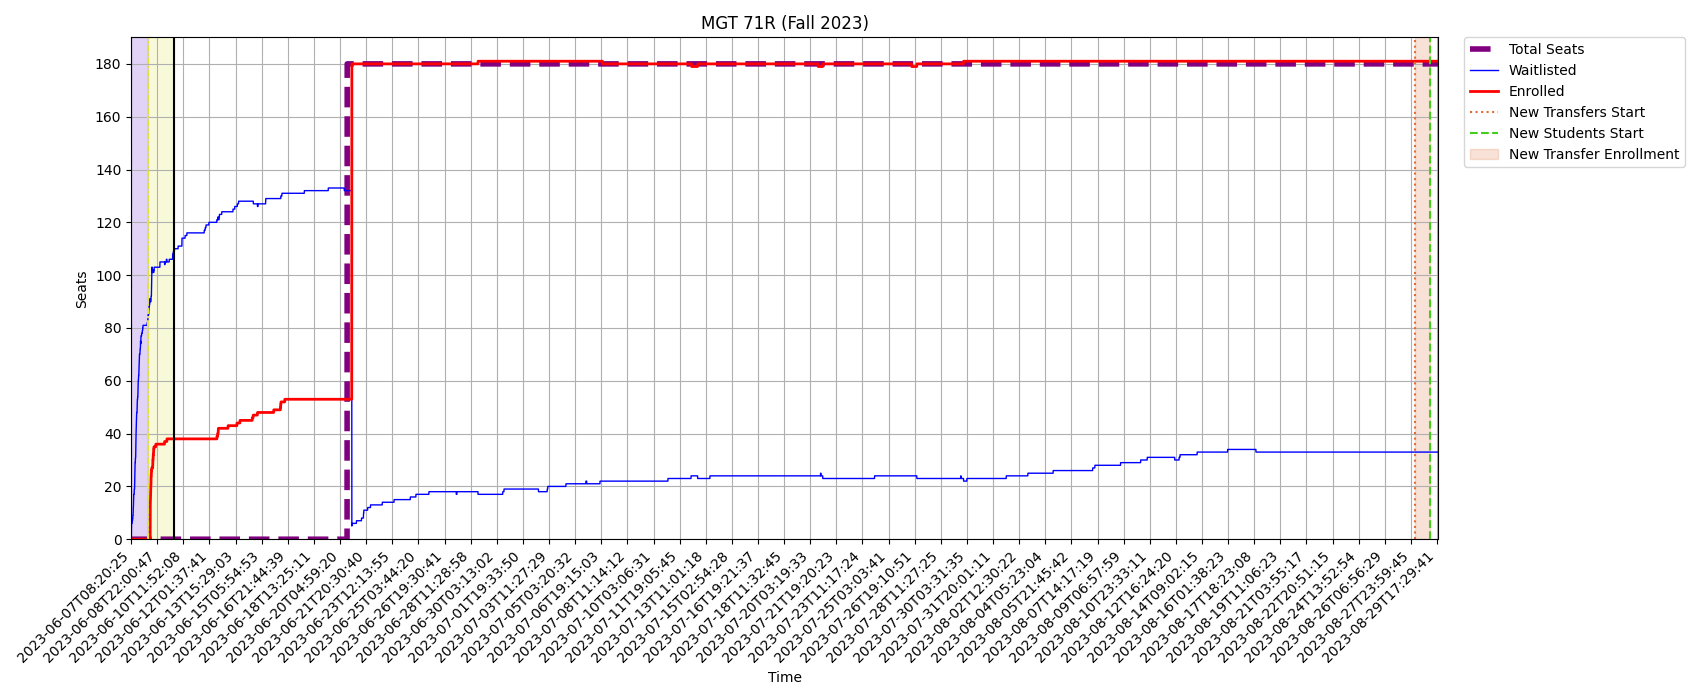 MGT 71R (Fall 2023)
Seats
180
160
140
120
100
80
60
40
20
0
2023-06-07T08:20:25
2023-06-08T22:00:47
2023-06-10T11:52:08
2023-06-12T01:37:41
2023-06-13T15:29:03
2023-06-15T05:54:53
2023-06-16T21:44:39
2023-06-18T13:25:11
2023-06-20T04:59:20
2023-06-21T20:30:40
2023-06-23T12:13:55
2023-06-25T03:44:20
2023-06-26T19:30:41
2023-06-28T11:28:58
2023-06-30T03:13:02
2023-07-01T19:33:50
2023-07-03T11:27:29
2023-07-05T03:20:32
2023-07-06T19:15:03
2023-07-08T11:14:12
2023-07-10T03:06:31
2023-07-11T19:05:45
2023-07-13T11:01:18
2023-07-15T02:54:28
2023-07-16T19:21:37
2023-07-18T11:32:45
2023-07-20T03:19:33
2023-07-21T19:20:23
2023-07-23T11:17:24
2023-07-25T03:03:41
2023-07-26T19:10:51
2023-07-28T11:27:25
2023-07-30T03:31:35
2023-07-31T20:01:11
2023-08-02T12:30:22
2023-08-04T05:23:04
2023-08-05T21:45:42
2023-08-07T14:17:19
2023-08-09T06:57:59
2023-08-10T23:33:11
2023-08-12T16:24:20
2023-08-14T09:02:15
2023-08-16T01:38:23
2023-08-17T18:23:08
2023-08-19T11:06:23
2023-08-21T03:55:17
2023-08-22T20:51:15
2023-08-24T13:52:54
2023-08-26T06:56:29
2023-08-27T23:59:45
2023-08-29T17:29:41
Time
Total Seats
Waitlisted
Enrolled
New Transfers Start
New Students Start
New Transfer Enrollment